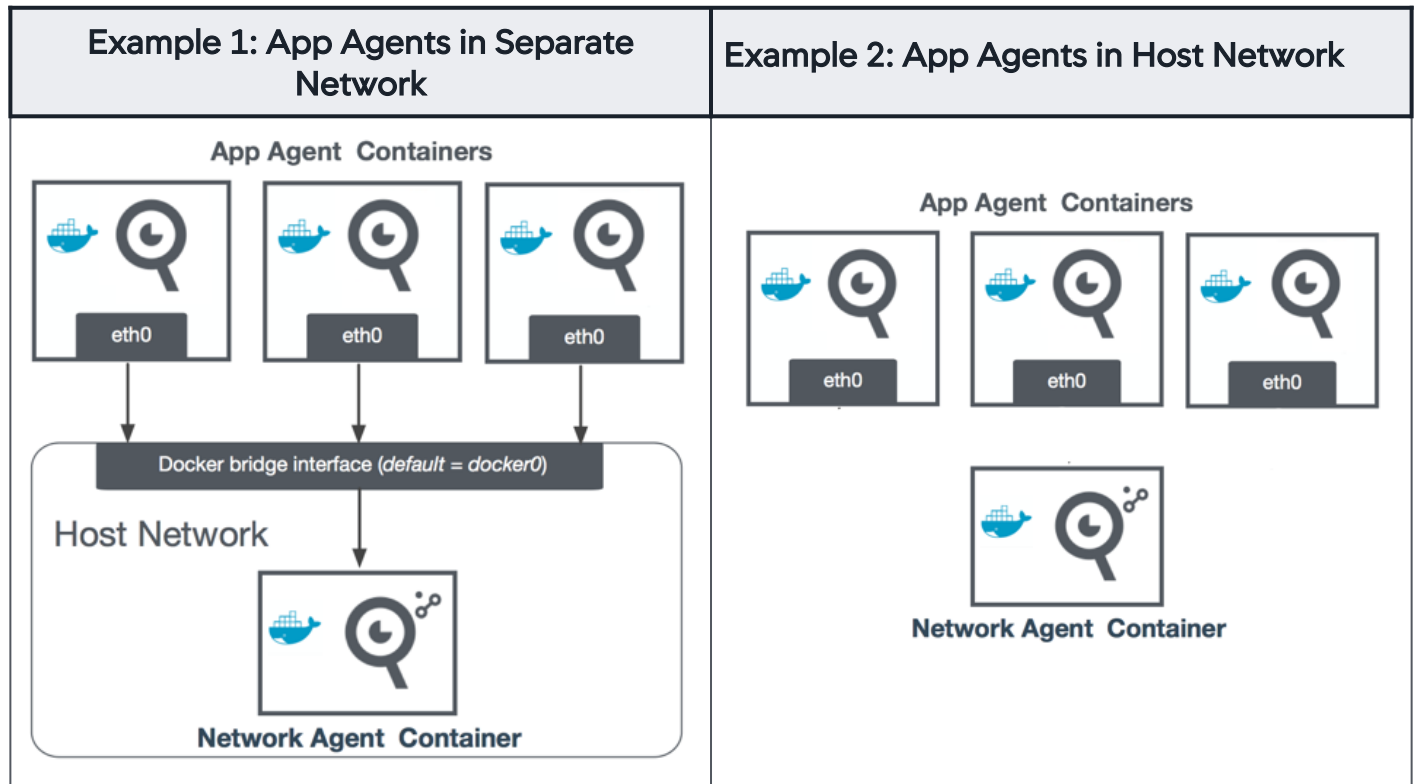 Example 1: App Agents in Separate
Network
Example 2: App Agents in Host Network
App Agent Containers
eth0
eth0
eth0
Docker bridge interface (default = docker0)
Host Network
Network Agent Container
App Agent Containers
eth0
eth0
eth0
Network Agent Container